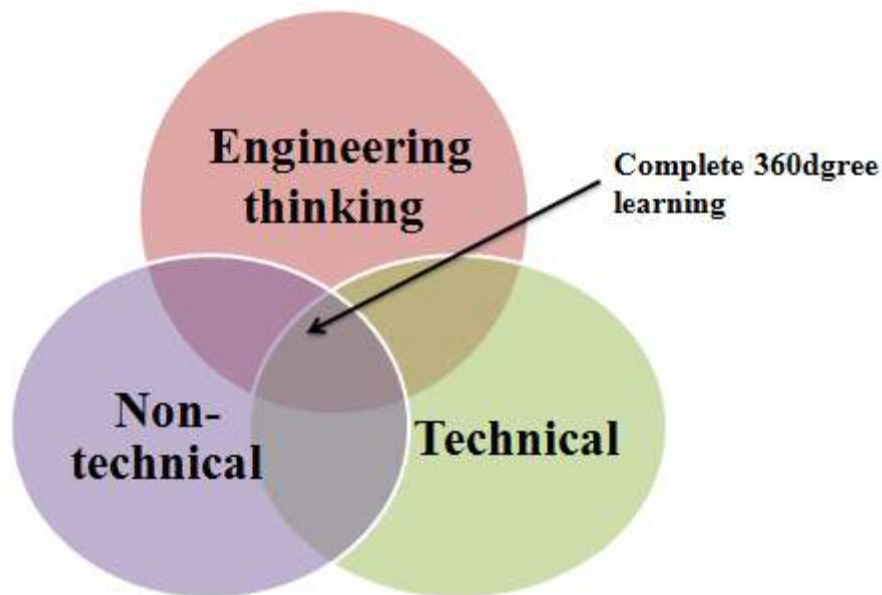 Engineering
thinking
Complete 360dgree
learning
Non-
technical
Technical